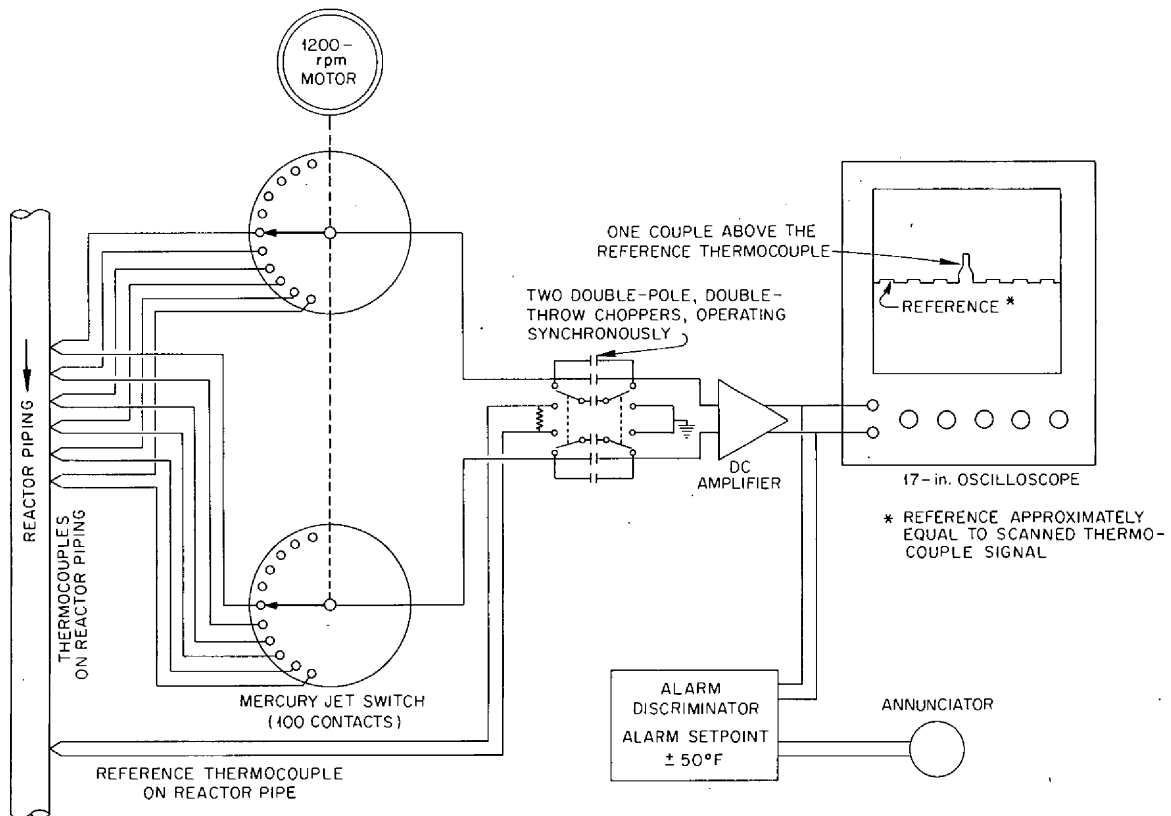 1200-
rpm
MOTOR
ONE COUPLE ABOVE THE
REFERENCE THERMOCOUPLE
REFERENCE *
TWO DOUBLE-POLE, DOUBLE-
THROW CHOPPERS, OPERATING
SYNCHRONOUSLY
REACTOR PIPING
THERMOCOUPLES
ON REACTOR PIPING
DC
AMPLIFIER
17-in. OSCILLOSCOPE
* REFERENCE APPROXIMATELY
EQUAL TO SCANNED THERMO-
COUPLE SIGNAL
MERCURY JET SWITCH
(100 CONTACTS)
REFERENCE THERMOCOUPLE
ON REACTOR PIPE
ALARM
DISCRIMINATOR
ALARM SETPOINT
± 50°F
ANNUNCIATOR